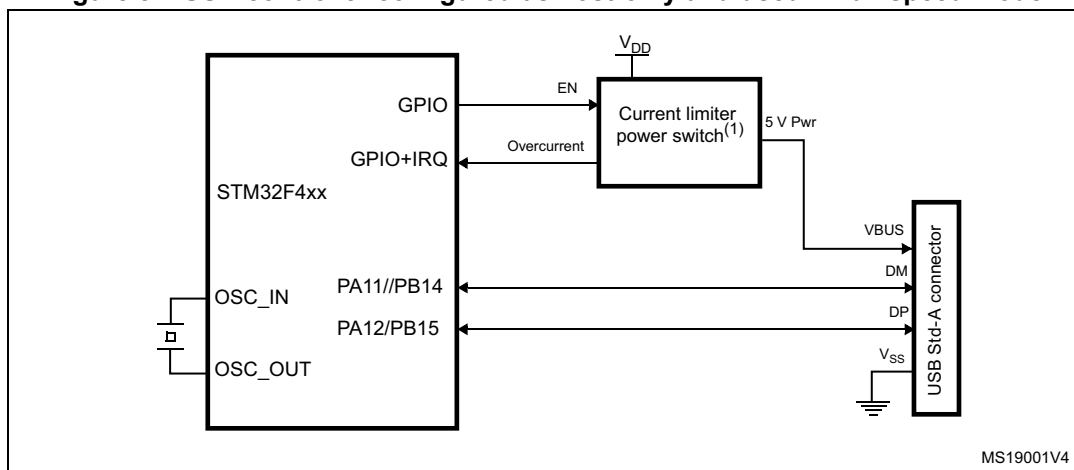 V_DD
EN
GPIO
Current limiter
power switch(1)
5 V Pwr
Overcurrent
GPIO+IRQ
STM32F4xx
VBUS
DM
PA11//PB14
OSC_IN
DP
PA12/PB15
V_SS
OSC_OUT
USB Std-A connector
MS19001V4